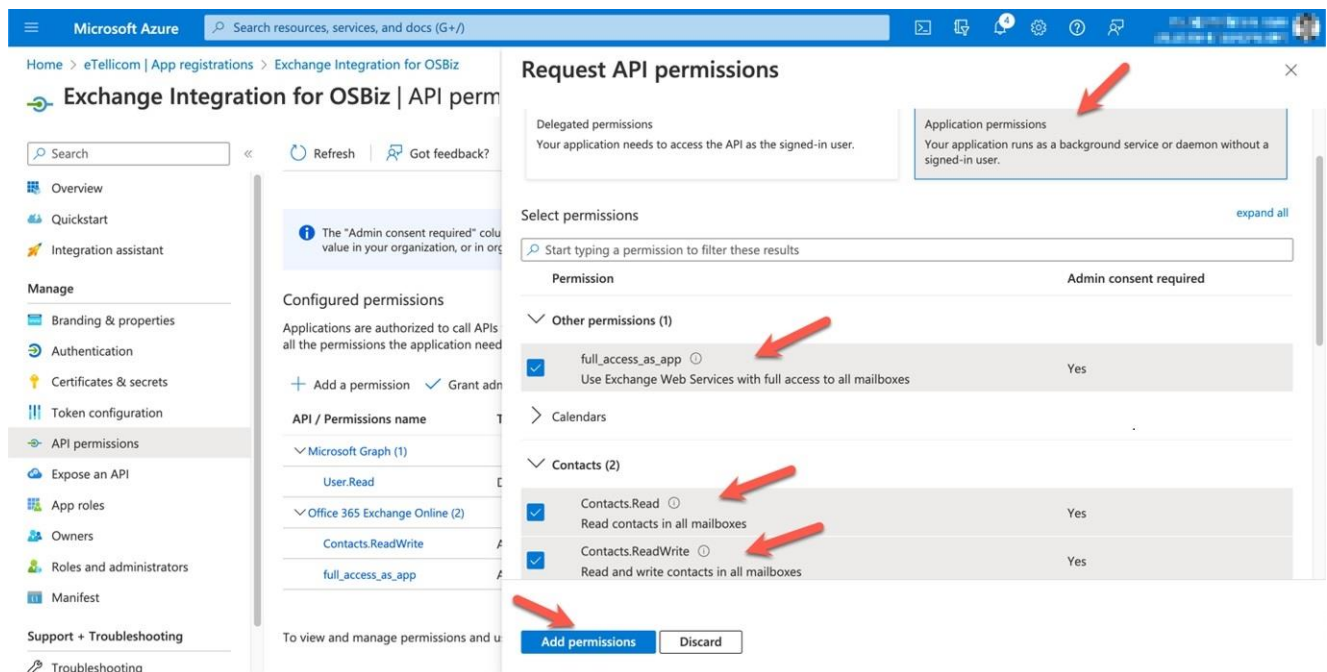 Microsoft Azure
Search resources, services, and docs (G+/)
4
Home > eTellicom | App registrations > Exchange Integration for OSBiz
Exchange Integration for OSBiz | API perm
Search
«
Refresh
Got feedback?
Overview
Quickstart
Integration assistant
Manage
Branding & properties
Authentication
Certificates & secrets
Token configuration
API permissions
Expose an API
App roles
Owners
Roles and administrators
Manifest
Support + Troubleshooting
Troubleshooting
The "Admin consent required" colu
value in your organization, or in org
Configured permissions
Applications are authorized to call APIs
all the permissions the application need
Add a permission
Grant adn
API / Permissions name
Microsoft Graph (1)
User.Read
Office 365 Exchange Online (2)
Contacts.ReadWrite
full_access_as_app
To view and manage permissions and u
Request API permissions
Delegated permissions
Your application needs to access the API as the signed-in user.
Application permissions
Your application runs as a background service or daemon without a
signed-in user.
Select permissions
expand all
Start typing a permission to filter these results
Permission
Admin consent required
Other permissions (1)
full_access_as_app
Use Exchange Web Services with full access to all mailboxes
Yes
Calendars
Contacts (2)
Contacts.Read
Read contacts in all mailboxes
Yes
Contacts.ReadWrite
Read and write contacts in all mailboxes
Yes
Add permissions
Discard